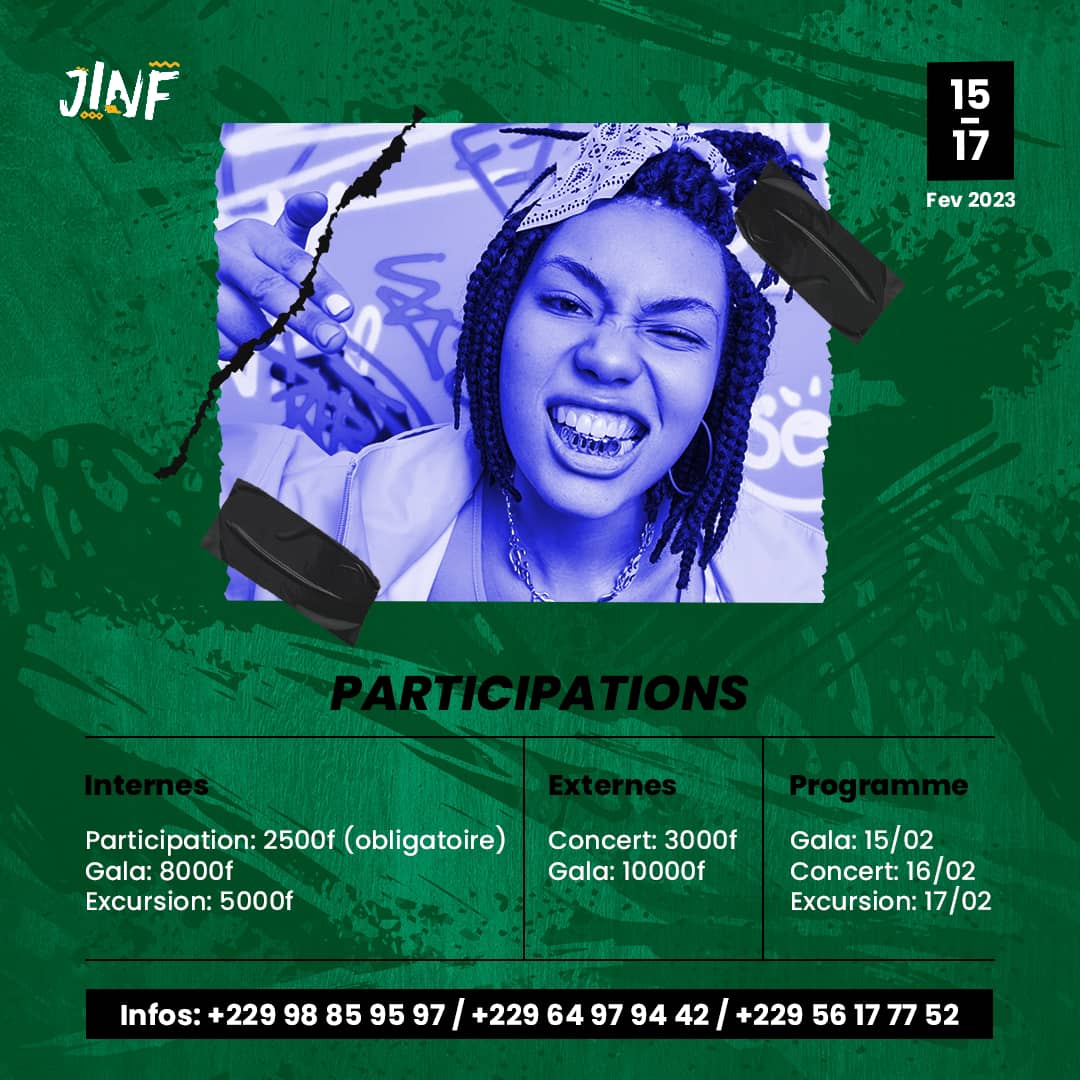 JINF
15
–
17
Fev 2023
PARTICIPATIONS
Internes
Participation: 2500f (obligatoire)
Gala: 8000f
Excursion: 5000f
Externes
Concert: 3000f
Gala: 10000f
Programme
Gala: 15/02
Concert: 16/02
Excursion: 17/02
Infos: +229 98 85 95 97 / +229 64 97 94 42 / +229 56 17 77 52